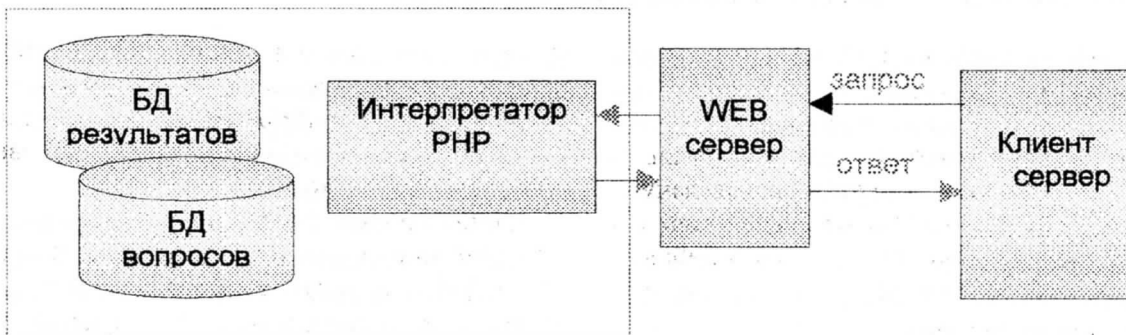 БД
результатов
БД
вопросов
Интерпретатор
PHP
WEB
сервер
запрос
ответ
Клиент
сервер